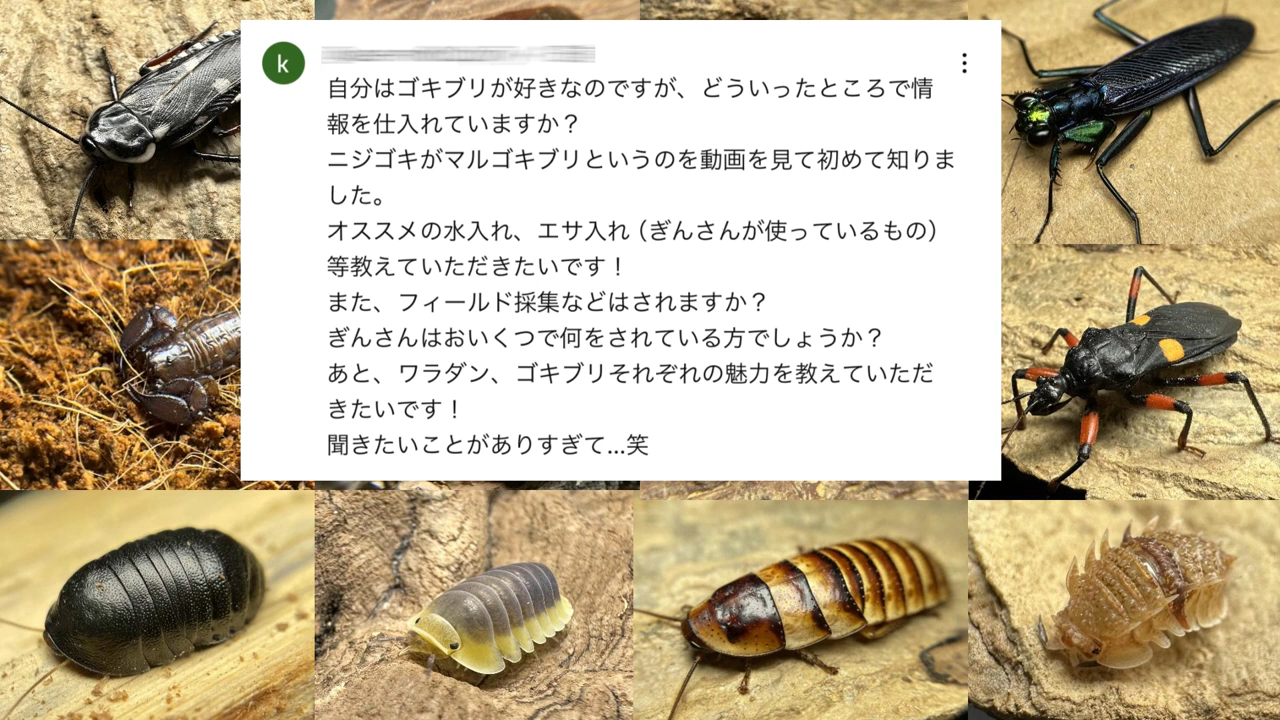 k
自分はゴキブリが好きなのですが、どういったところで情
報を仕入れていますか？
ニジゴキがマルゴキブリというのを動画を見て初めて知りま
した。
オススメの水入れ、エサ入れ（ぎんさんが使っているもの）
等教えていただきたいです！
また、フィールド採集などはされますか？
ぎんさんはおいくつで何をされている方でしょうか？
あと、ワラダン、ゴキブリそれぞれの魅力を教えていただ
きたいです！
聞きたいことがありすぎて...笑